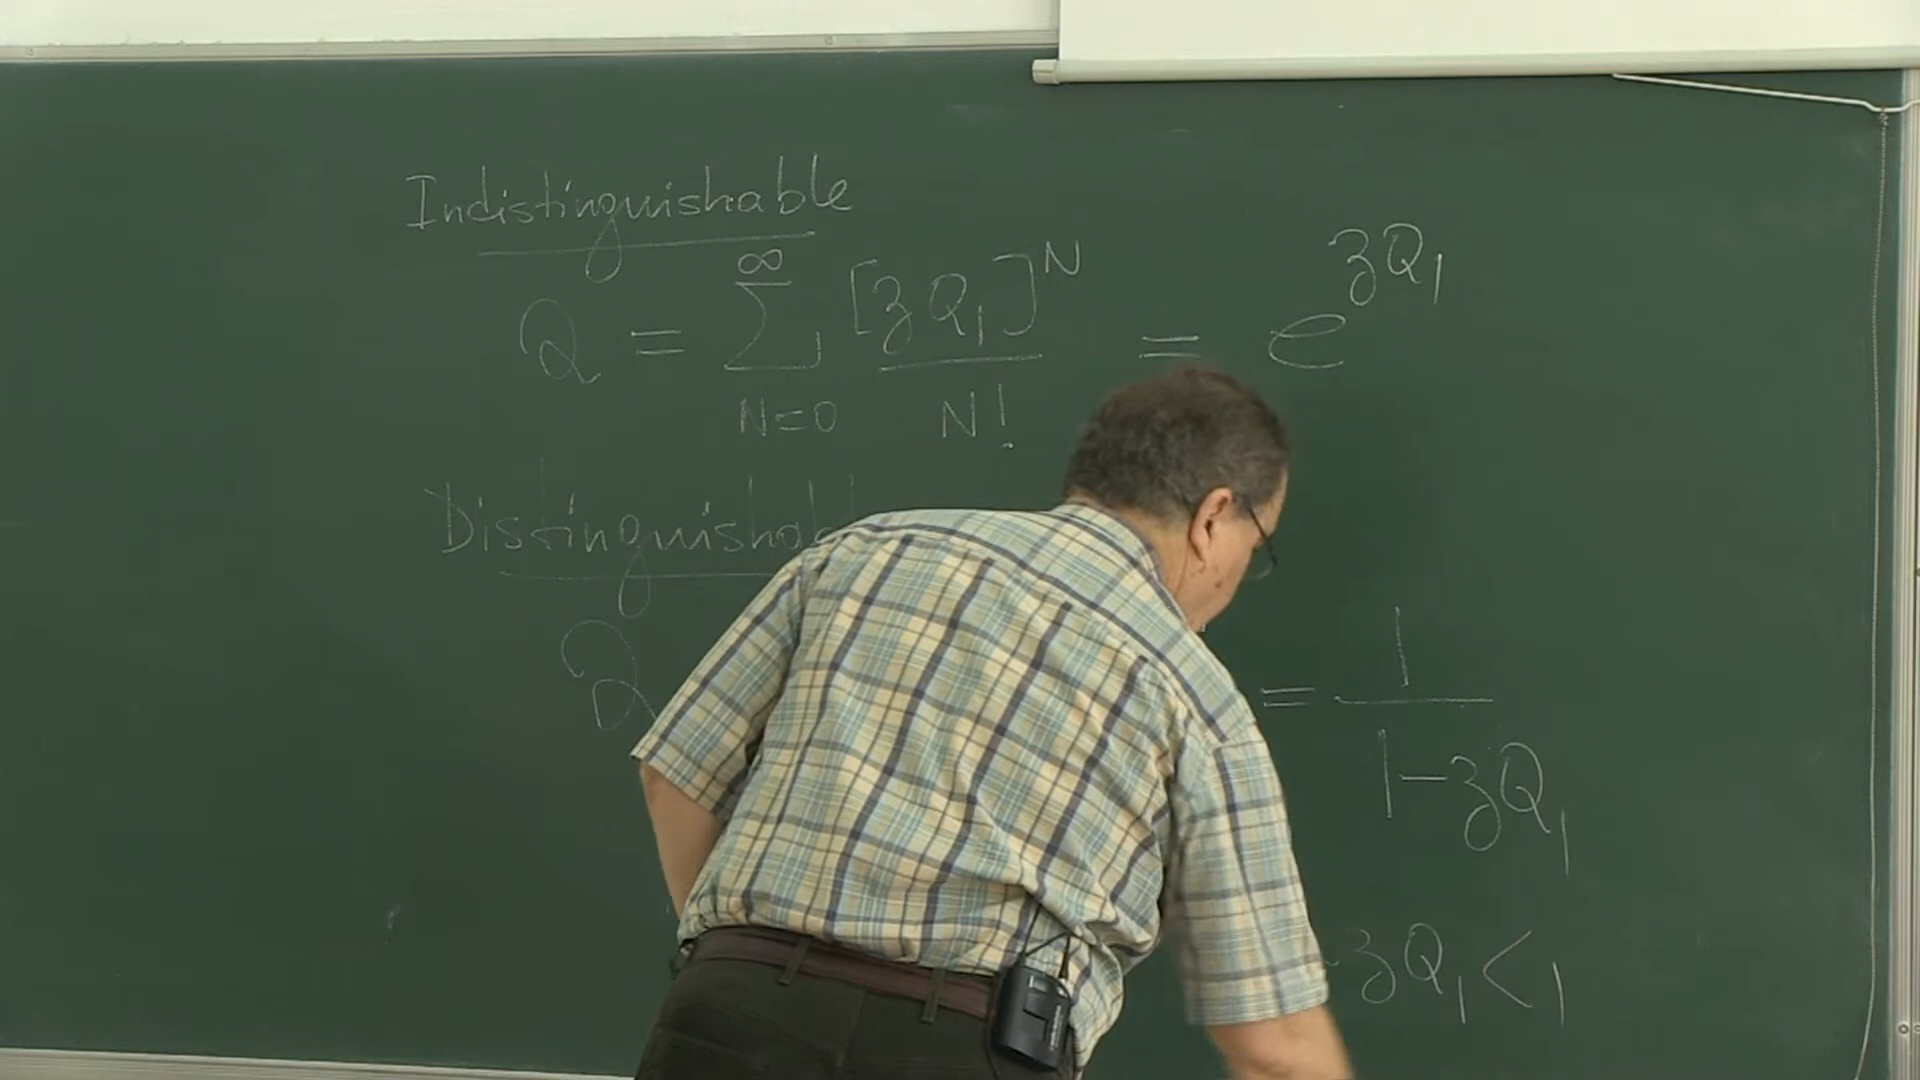 Indistinguishable
Q = ∑_{N=0}^{∞} [zQ₁]^N / N! = e^{zQ₁}
Distinguishab
Q = 1 / (1 - zQ₁)
zQ₁ < 1